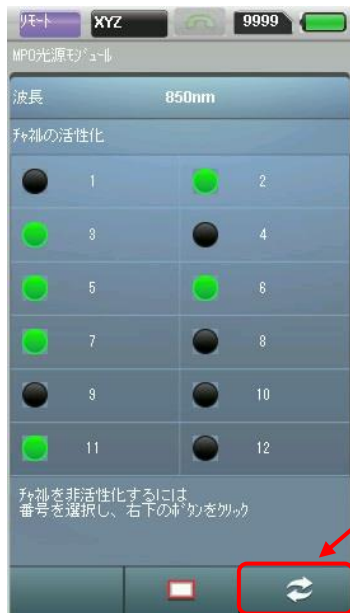 リモート XYZ 9999
MPO光源モジュール
波長 850nm
チャネルの活性化
1 2
3 4
5 6
7 8
9 10
11 12
チャネルを非活性化するには
番号を選択し、右下のボタンをクリック